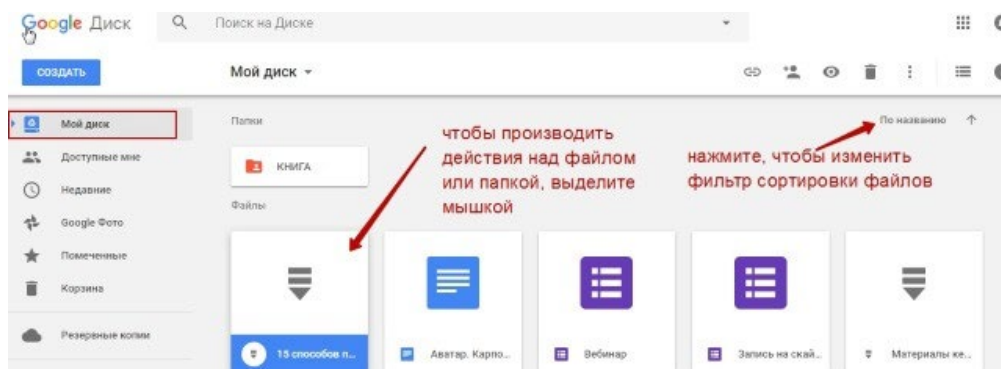 Google Диск
Поиск на Диске
СОЗДАТЬ
Мой диск
Мой диск
Доступные мне
Недавние
Google Фото
Помеченные
Корзина
Резервные копии
Папки
По названию
КНИГА
чтобы производить
действия над файлом
или папкой, выделите
мышкой
нажмите, чтобы изменить
фильтр сортировки файлов
Файлы
15 способов п...
Аватар. Карпо...
Вебинар
Запись на скай...
Материалы ке...